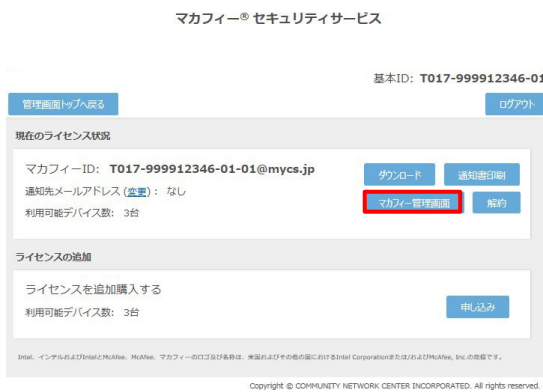 マカフィー® セキュリティサービス
基本ID: T017-999912346-01
管理画面トップへ戻る
ログアウト
現在のライセンス状況
マカフィーID: T017-999912346-01-01@mycs.jp
ダウンロード
通知書印刷
通知先メールアドレス(変更): なし
マカフィー管理画面
解約
利用可能デバイス数: 3台
ライセンスの追加
ライセンスを追加購入する
利用可能デバイス数: 3台
申し込み
Intel、インテルおよびIntelとMcAfee、McAfee、マカフィーのロゴ及び名称は、米国およびその他の国におけるIntel Corporationまたは/およびMcAfee, Inc.の商標です。
Copyright © COMMUNITY NETWORK CENTER INCORPORATED. All rights reserved.